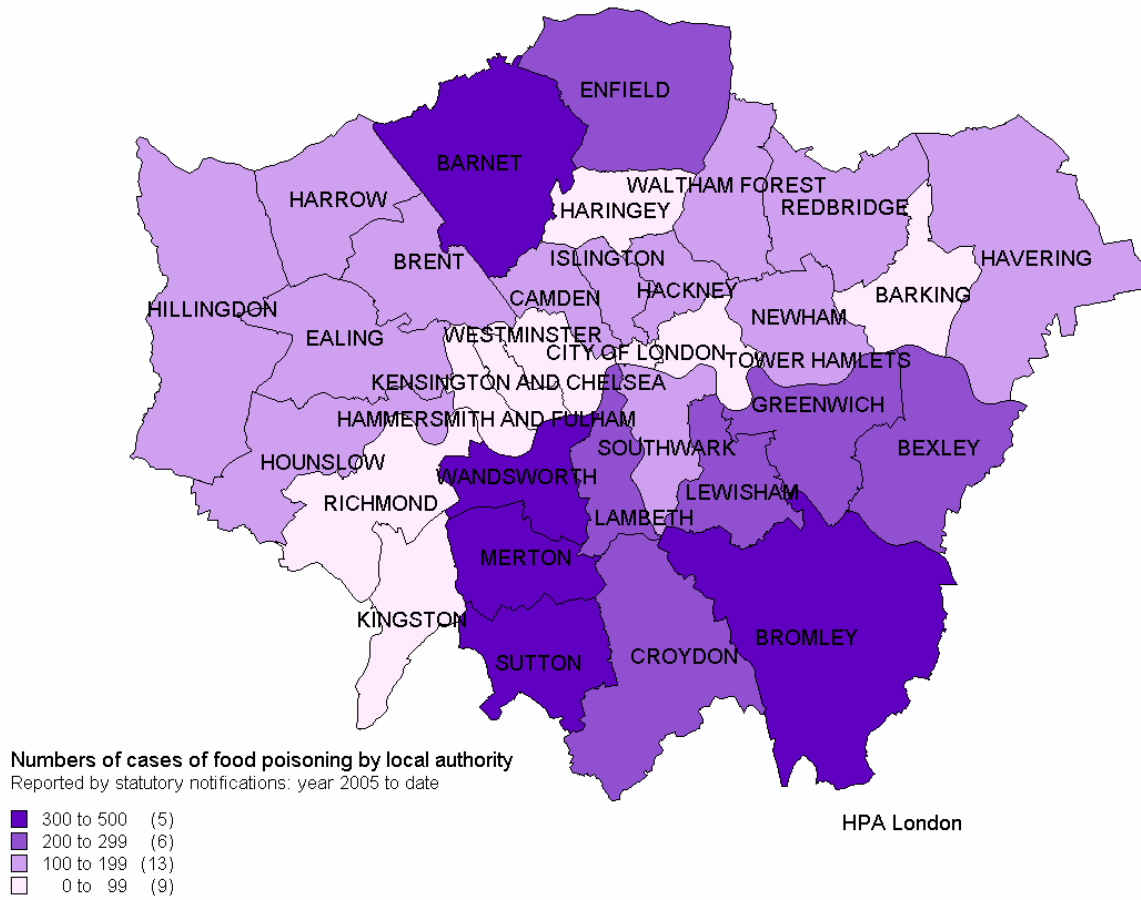 ENFIELD
BARNET
WALTHAM FOREST
HARROW
HARINGEY
REDBRIDGE
BRENT
ISLINGTON
HAVERING
HACKNEY
BARKING
CAMDEN
HILLINGDON
NEWHAM
EALING
WESTMINSTER
CITY OF LONDON
TOWER HAMLETS
KENSINGTON AND CHELSEA
GREENWICH
HAMMERSMITH AND FULHAM
SOUTHWARK
BEXLEY
HOUNSLOW
WANDSWORTH
LEWISHAM
RICHMOND
LAMBETH
MERTON
KINGSTON
BROMLEY
SUTTON
CROYDON
Numbers of cases of food poisoning by local authority
Reported by statutory notifications: year 2005 to date
300 to 500 (5)
200 to 299 (6)
100 to 199 (13)
0 to 99 (9)
HPA London